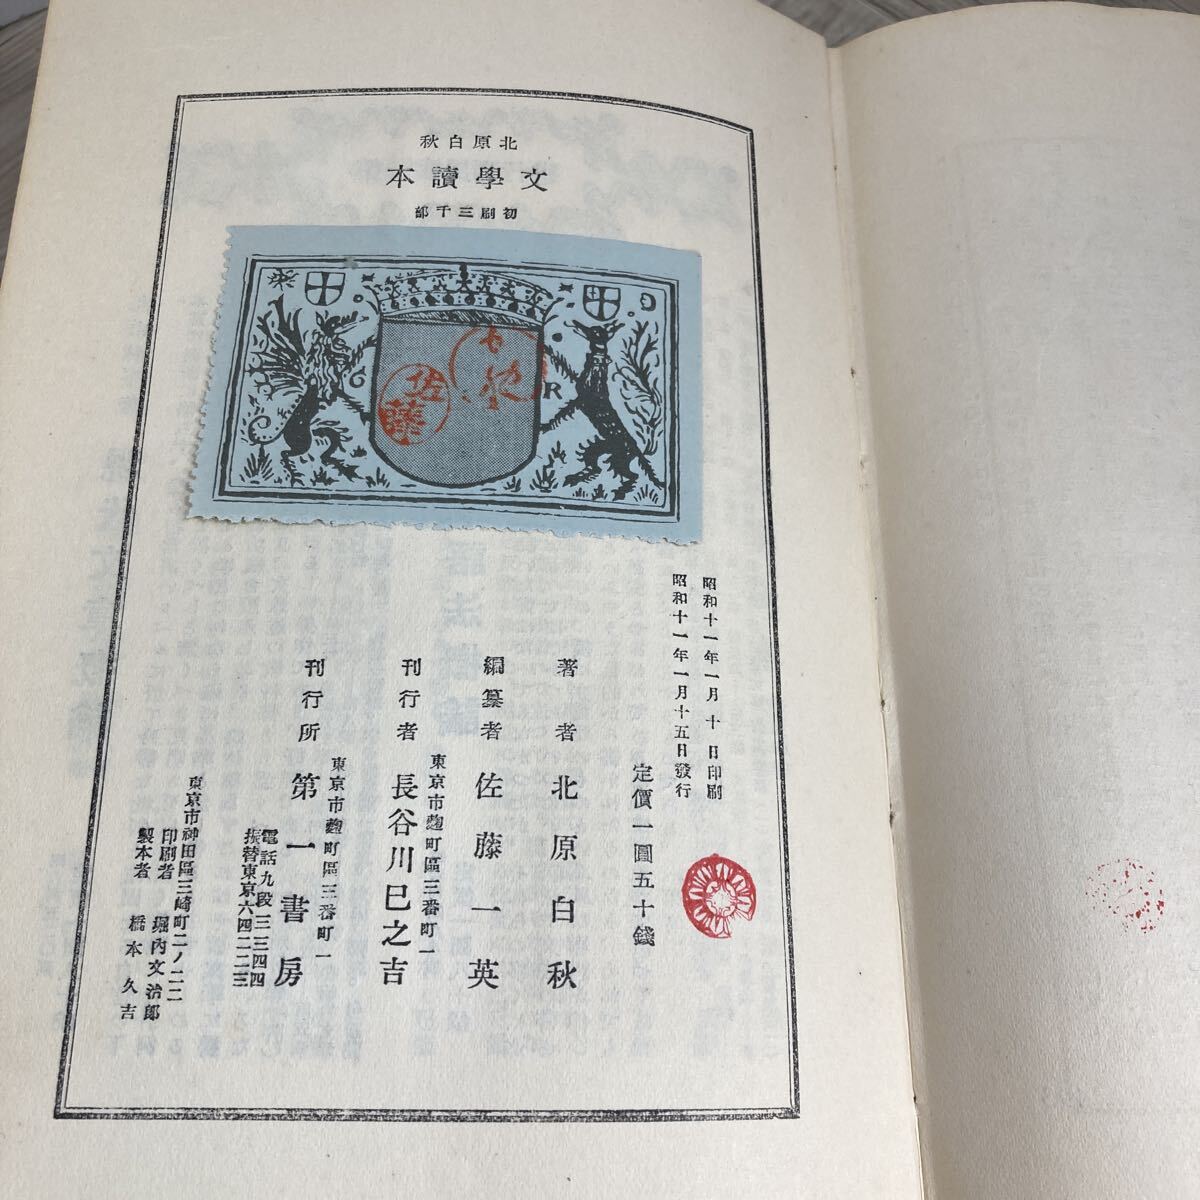 北原白秋
文學讀本
初刷三千部
R
佐藤
昭和十一年一月十日印刷
昭和十一年一月十五日發行
定價一圓五十錢
著者 北原白秋
編纂者 佐藤一英
東京市麴町區三番町一
刊行者 長谷川巳之吉
東京市麴町區三番町一
刊行所 第一書房
電話九段三三四四
振替東京六四二二三
東京市神田區三崎町二ノ二二
印刷者 堀內文治郎
製本者 橋本久吉